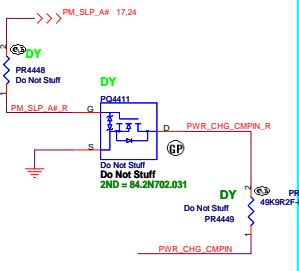 PM_SLP_A# 17,24
2
DY
PR4448
Do Not Stuff
1
PM_SLP_A#_R
DY
PQ4411
G
D
S
PWR_CHG_CMPIN_R
GP
Do Not Stuff
Do Not Stuff
2ND = 84.2N702.031
DY
2
PR
49K9R2F-
Do Not Stuff
PR4449
1
PWR_CHG_CMPIN